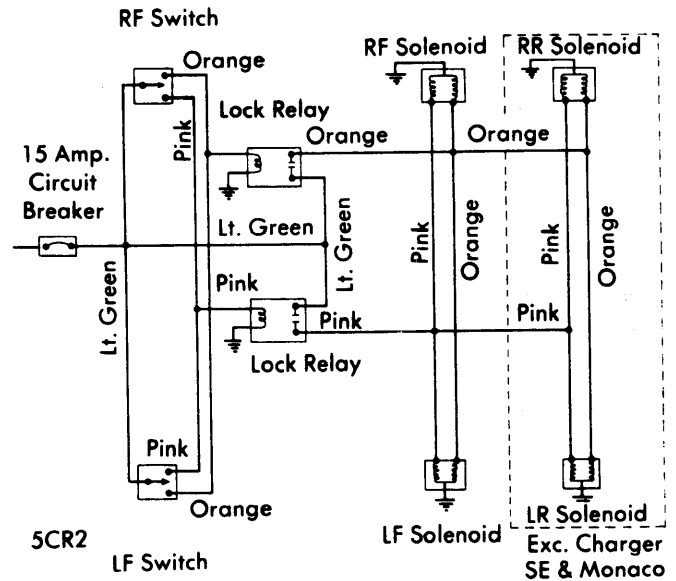 RF Switch
Orange
RF Solenoid
RR Solenoid
Lock Relay
Pink
Orange
Orange
15 Amp.
Circuit
Breaker
Lt. Green
Lt. Green
Pink
Orange
Pink
Orange
Lt. Green
Pink
Pink
Pink
Lock Relay
Pink
Orange
5CR2
LF Switch
LF Solenoid
LR Solenoid
Exc. Charger
SE & Monaco